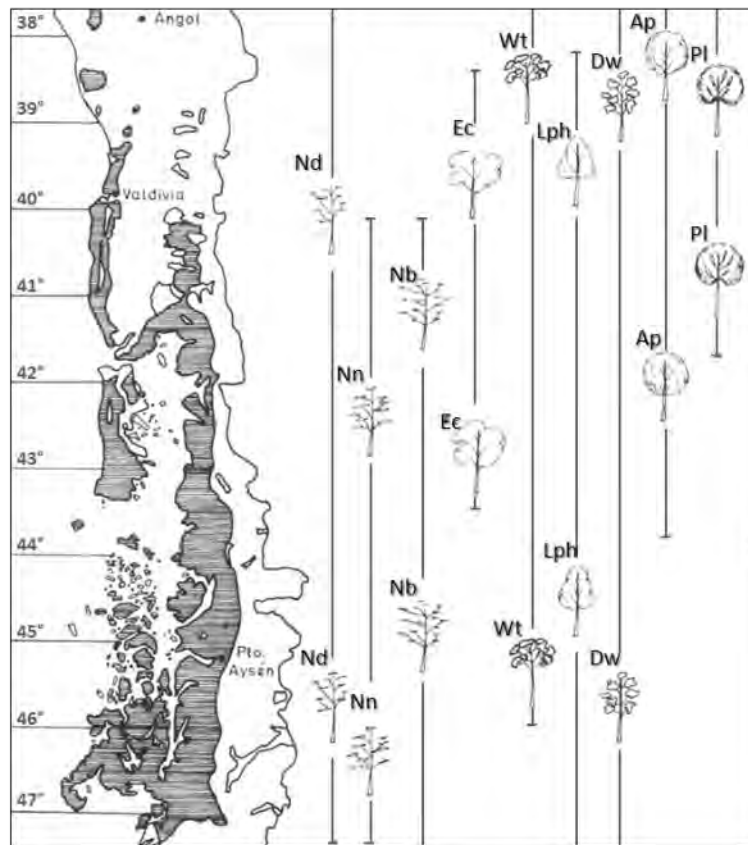 38°
Angol
39°
Valdivia
40°
41°
42°
43°
44°
45°
Pto.
Aysén
46°
47°
Nd
Nd
Nn
Nn
Nb
Nb
Ec
Ec
Wt
Wt
Lph
Lph
Dw
Dw
Ap
Ap
Pl
Pl